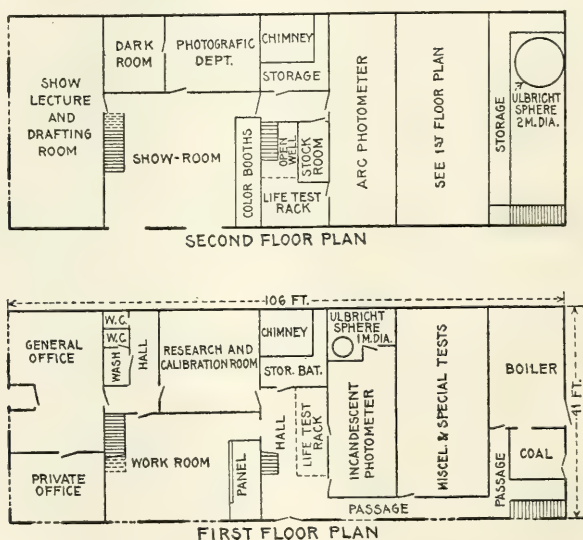 DARK
ROOM
PHOTOGRAFIC
DEPT.
CHIMNEY
STORAGE
SHOW
LECTURE
AND
DRAFTING
ROOM
SHOW-ROOM
COLOR BOOTHS
OPEN
WELL
STOCK
ROOM
LIFE TEST
RACK
ARC PHOTOMETER
SEE 1ST FLOOR PLAN
STORAGE
ULBRICHT
SPHERE
2M. DIA.
SECOND FLOOR PLAN
106 FT.
GENERAL
OFFICE
W.C.
W.C.
WASH
HALL
RESEARCH AND
CALIBRATION ROOM
CHIMNEY
STOR. BAT.
ULBRICHT
SPHERE
1M. DIA.
INCANDESCENT
PHOTOMETER
MISCEL. & SPECIAL TESTS
BOILER
41 FT.
PRIVATE
OFFICE
WORK ROOM
PANEL
HALL
LIFE TEST
RACK
PASSAGE
PASSAGE
COAL
FIRST FLOOR PLAN